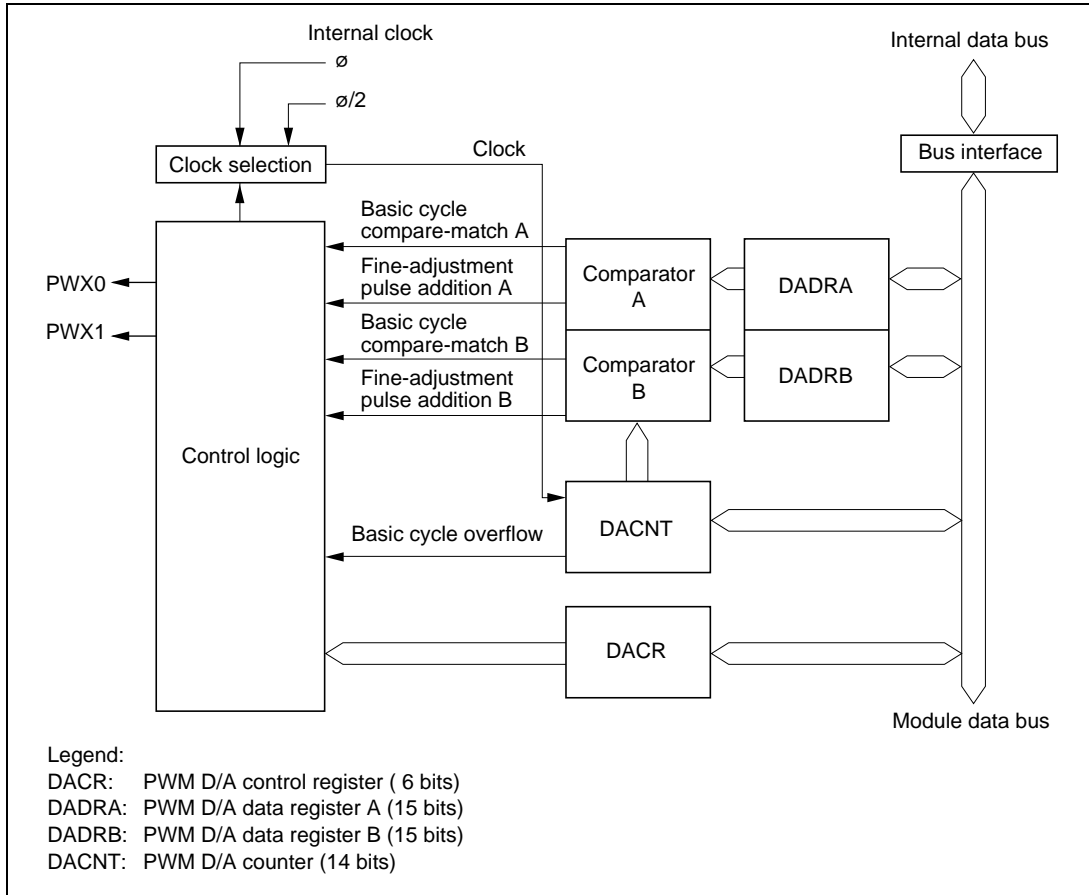 Internal clock
ø
ø/2
Internal data bus
Clock selection
Clock
Bus interface
Basic cycle
compare-match A
Fine-adjustment
pulse addition A
Basic cycle
compare-match B
Fine-adjustment
pulse addition B
Comparator
A
DADRA
Comparator
B
DADRB
PWX0
PWX1
Control logic
DACNT
Basic cycle overflow
DACR
Module data bus
Legend:
DACR: PWM D/A control register ( 6 bits)
DADRA: PWM D/A data register A (15 bits)
DADRB: PWM D/A data register B (15 bits)
DACNT: PWM D/A counter (14 bits)